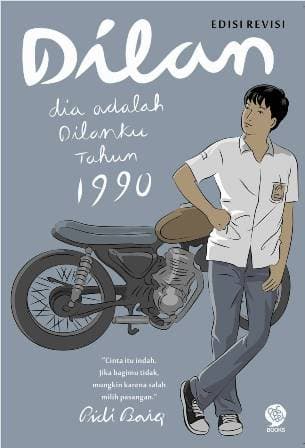 EDISI REVISI
Dilan
dia adalah
Dilanku
Tahun
1990
"Cinta itu indah.
Jika bagimu tidak,
mungkin karena salah
milih pasangan."
Pidi Baiq
BOOKS